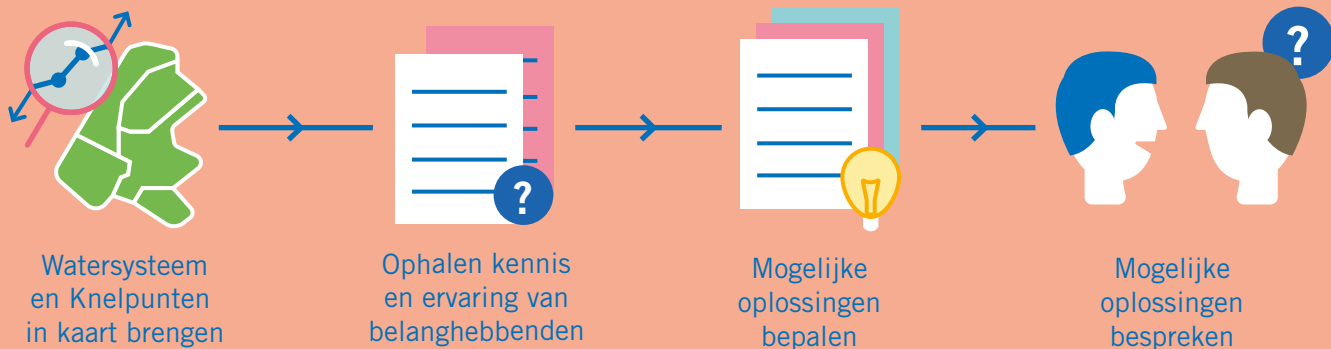 ?
?
Watersysteem
en Knelpunten
in kaart brengen
Ophalen kennis
en ervaring van
belanghebbenden
Mogelijke
oplossingen
bepalen
Mogelijke
oplossingen
bespreken